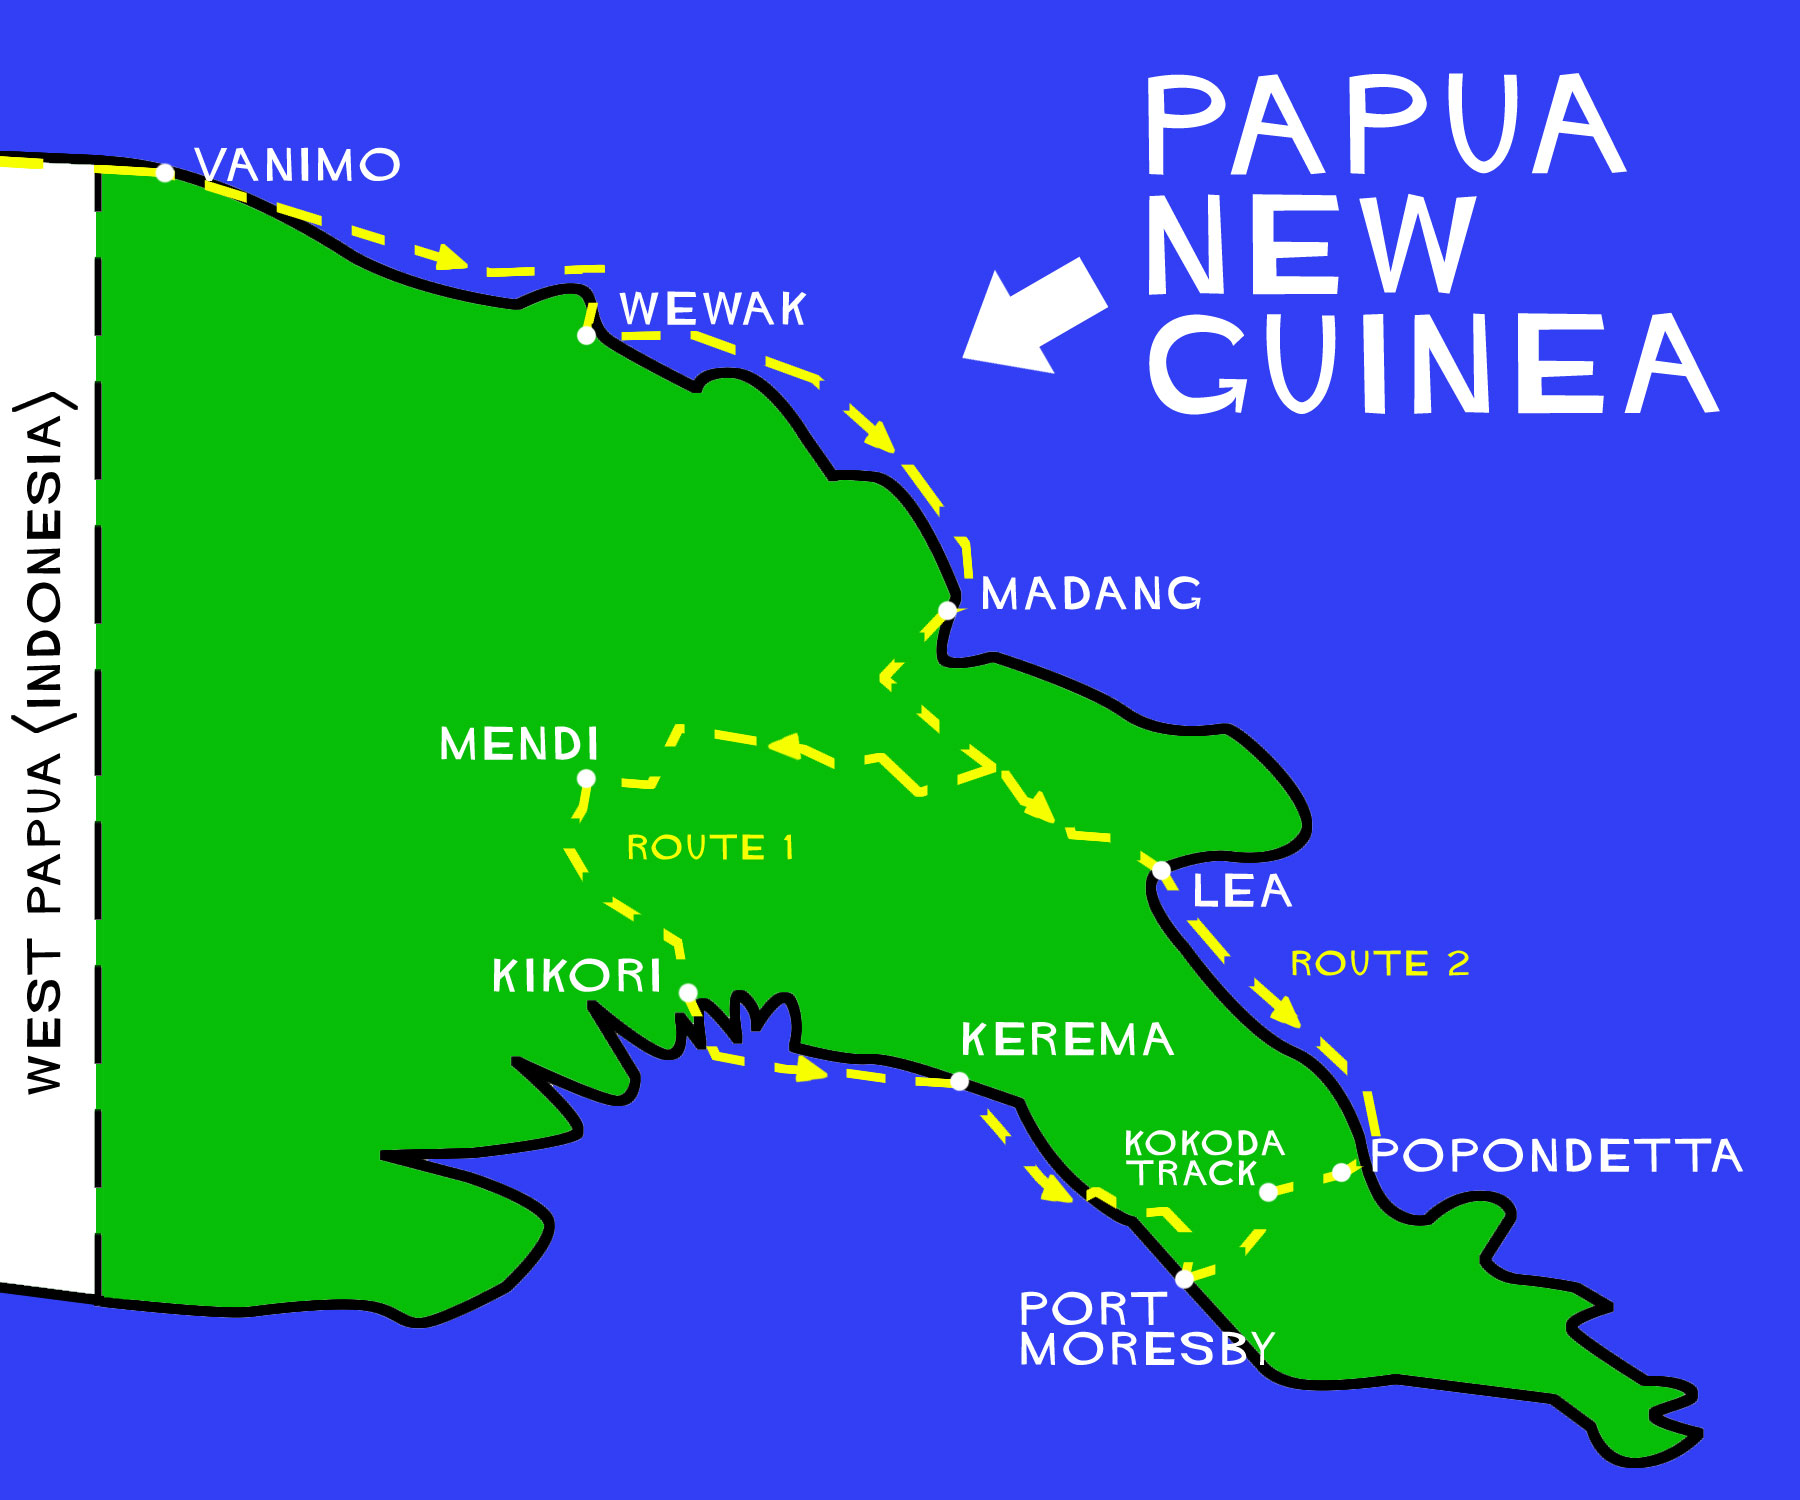 PAPUA
NEW
GUINEA
VANIMO
WEWAK
WEST PAPUA (INDONESIA)
MADANG
MENDI
ROUTE 1
LEA
ROUTE 2
KIKORI
KEREMA
KOKODA
TRACK
POPONDETTA
PORT
MORESBY